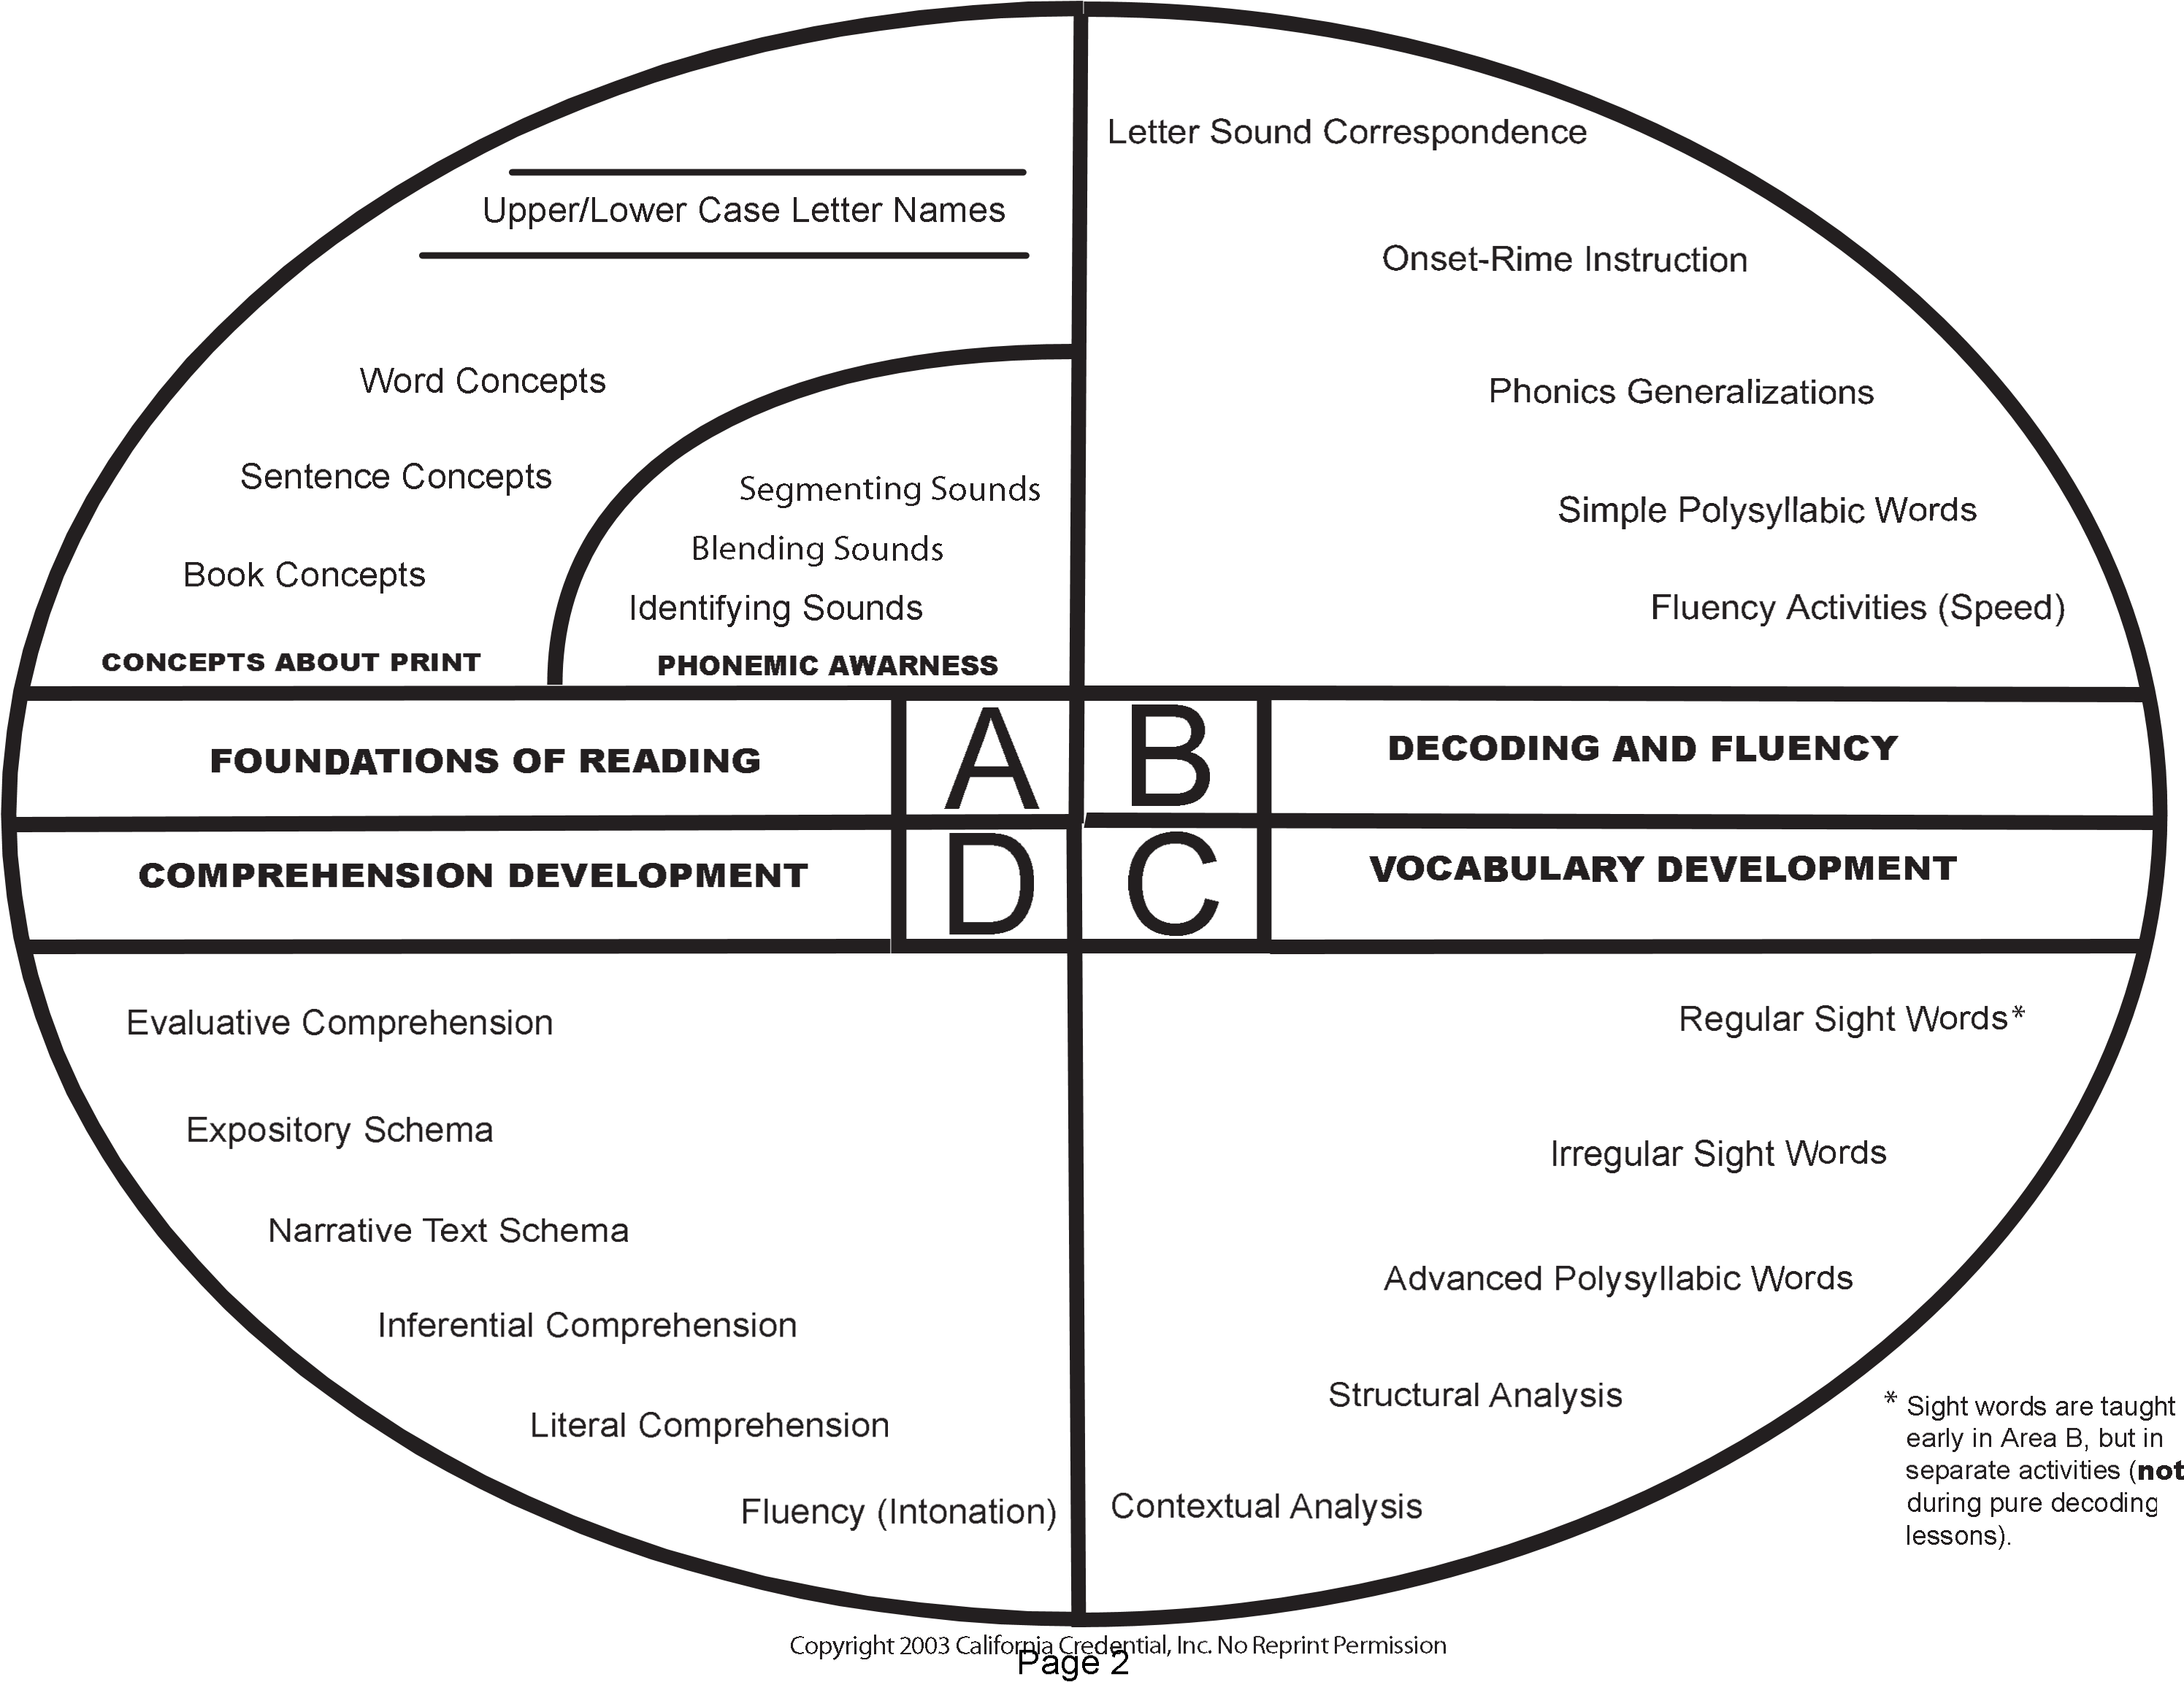 Upper/Lower Case Letter Names
Word Concepts
Sentence Concepts
Book Concepts
CONCEPTS ABOUT PRINT
Segmenting Sounds
Blending Sounds
Identifying Sounds
PHONEMIC AWARNESS
Letter Sound Correspondence
Onset-Rime Instruction
Phonics Generalizations
Simple Polysyllabic Words
Fluency Activities (Speed)
FOUNDATIONS OF READING
A
B
DECODING AND FLUENCY
COMPREHENSION DEVELOPMENT
D
C
VOCABULARY DEVELOPMENT
Evaluative Comprehension
Expository Schema
Narrative Text Schema
Inferential Comprehension
Literal Comprehension
Fluency (Intonation)
Regular Sight Words*
Irregular Sight Words
Advanced Polysyllabic Words
Structural Analysis
Contextual Analysis
* Sight words are taught
early in Area B, but in
separate activities (not
during pure decoding
lessons).
Copyright 2003 California Credential, Inc. No Reprint Permission
Page 2